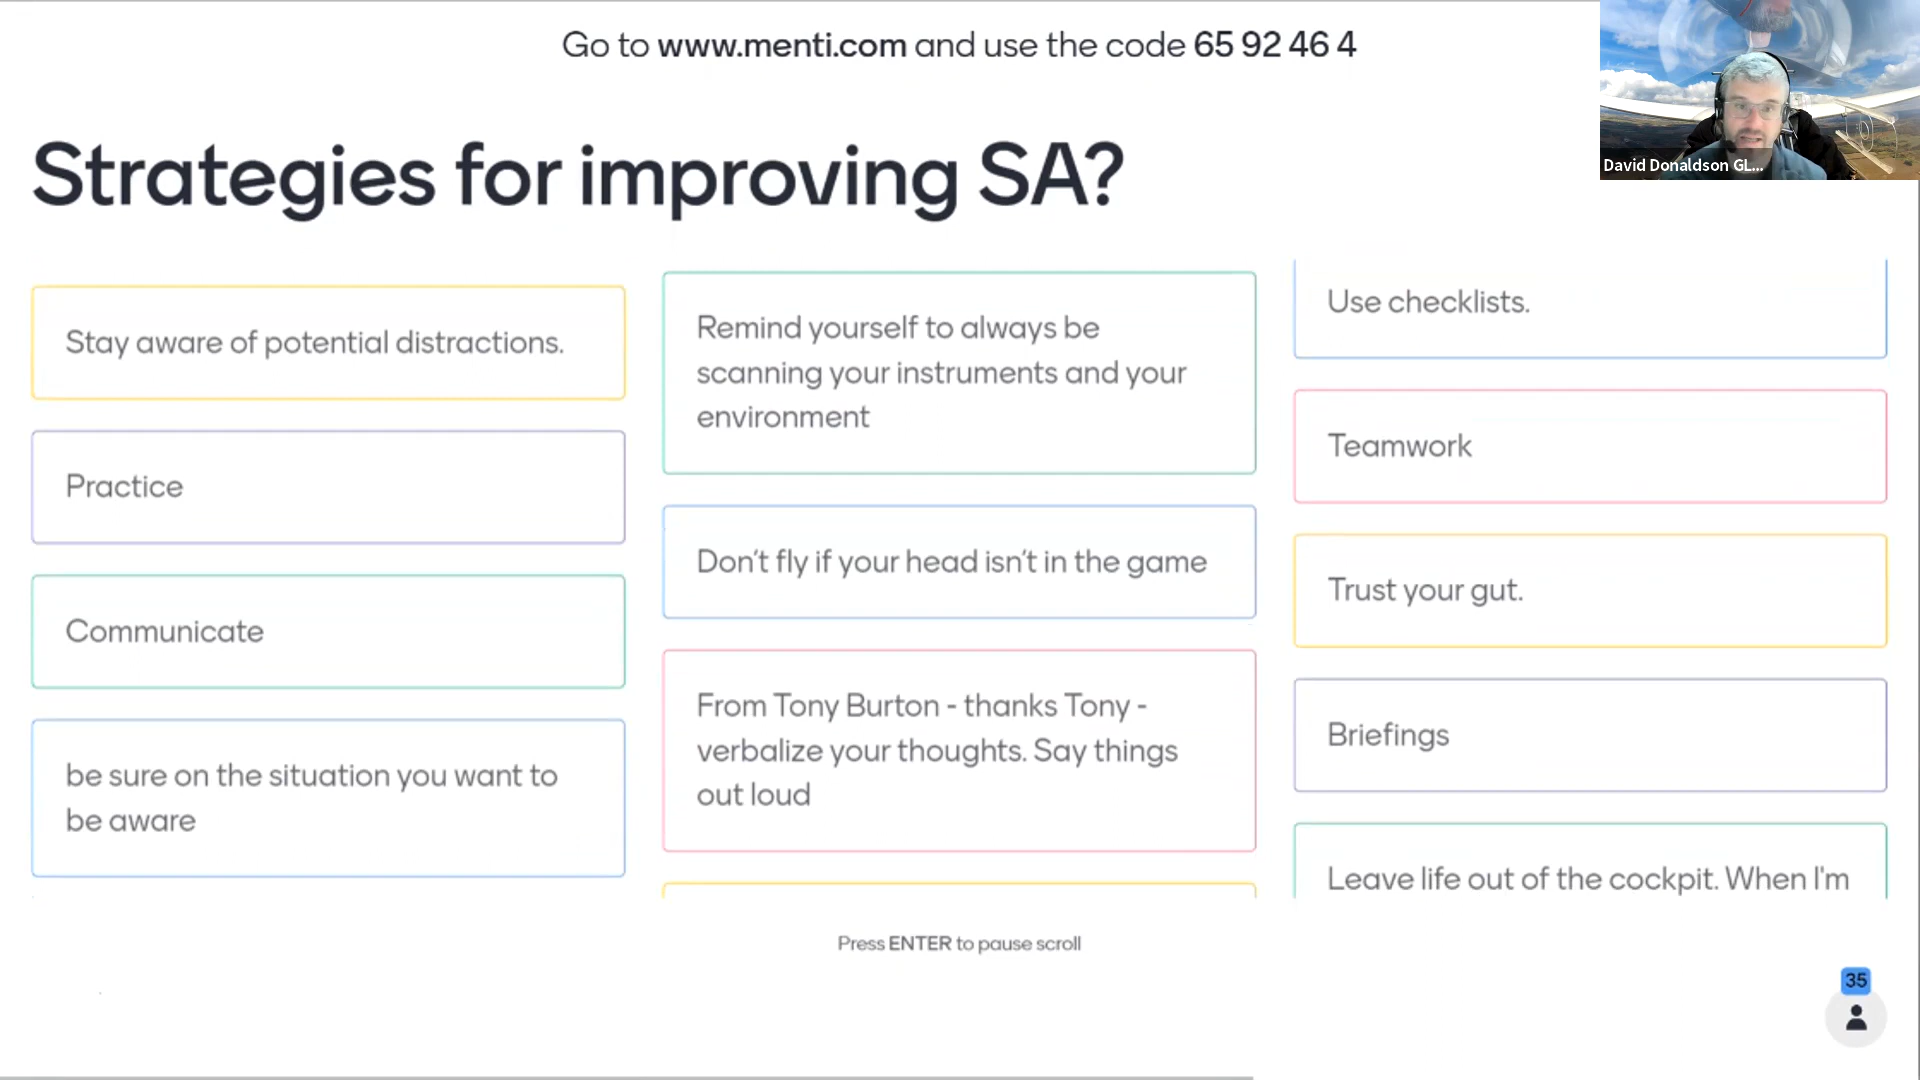 Go to www.menti.com and use the code 65 92 46 4
David Donaldson GL...
Strategies for improving SA?
Stay aware of potential distractions.
Practice
Communicate
be sure on the situation you want to
be aware
Remind yourself to always be
scanning your instruments and your
environment
Don't fly if your head isn't in the game
From Tony Burton - thanks Tony -
verbalize your thoughts. Say things
out loud
Use checklists.
Teamwork
Trust your gut.
Briefings
Leave life out of the cockpit. When I'm
Press ENTER to pause scroll
35